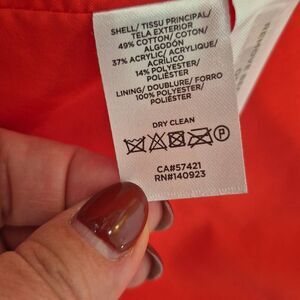 SHELL/ TISSU PRINCIPAL/
TELA EXTERIOR
49% COTTON/ COTON/
ALGODÓN
37% ACRYLIC/ ACRYLIQUE/
ACRÍLICO
14% POLYESTER/
POLIÉSTER
LINING/ DOUBLURE/ FORRO
100% POLYESTER/
POLIÉSTER
DRY CLEAN
P
CA#57421
RN#140923